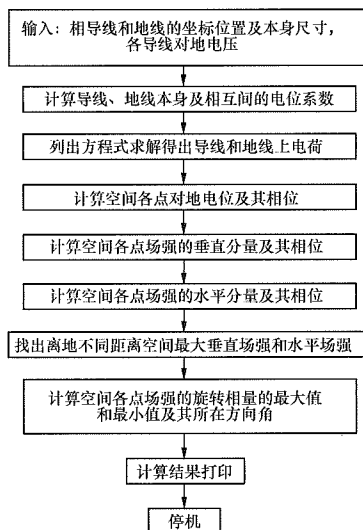 输入：相导线和地线的坐标位置及本身尺寸，
各导线对地电压
计算导线、地线本身及相互间的电位系数
列出方程式求解得出导线和地线上电荷
计算空间各点对地电位及其相位
计算空间各点场强的垂直分量及其相位
计算空间各点场强的水平分量及其相位
找出离地不同距离空间最大垂直场强和水平场强
计算空间各点场强的旋转相量的最大值
和最小值及其所在方向角
计算结果打印
停机